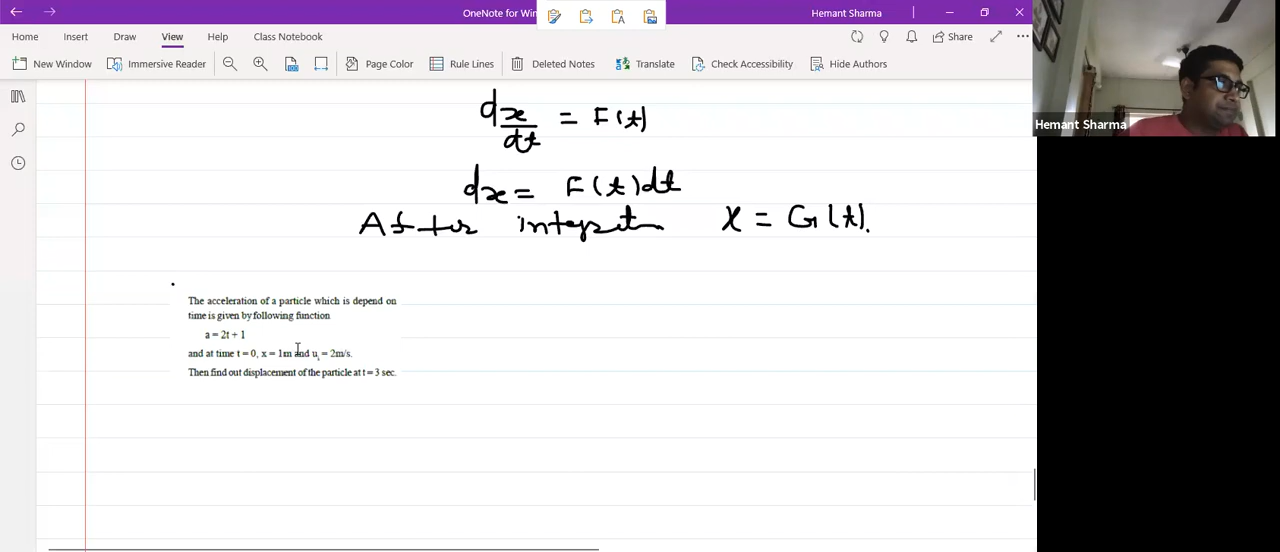 OneNote for Win
Hemant Sharma
Home Insert Draw View Help Class Notebook
Share
New Window Immersive Reader Page Color Rule Lines Deleted Notes Translate Check Accessibility Hide Authors
Hemant Sharma
dx/dt = F(t)
dx = F(t)dt
After x = G(t).
The acceleration of a particle which is depend on
time is given by following function
a = 2t + 1
and at time t = 0, x = 1m and u = 2m/s.
Then find out displacement of the particle at t = 3 sec.